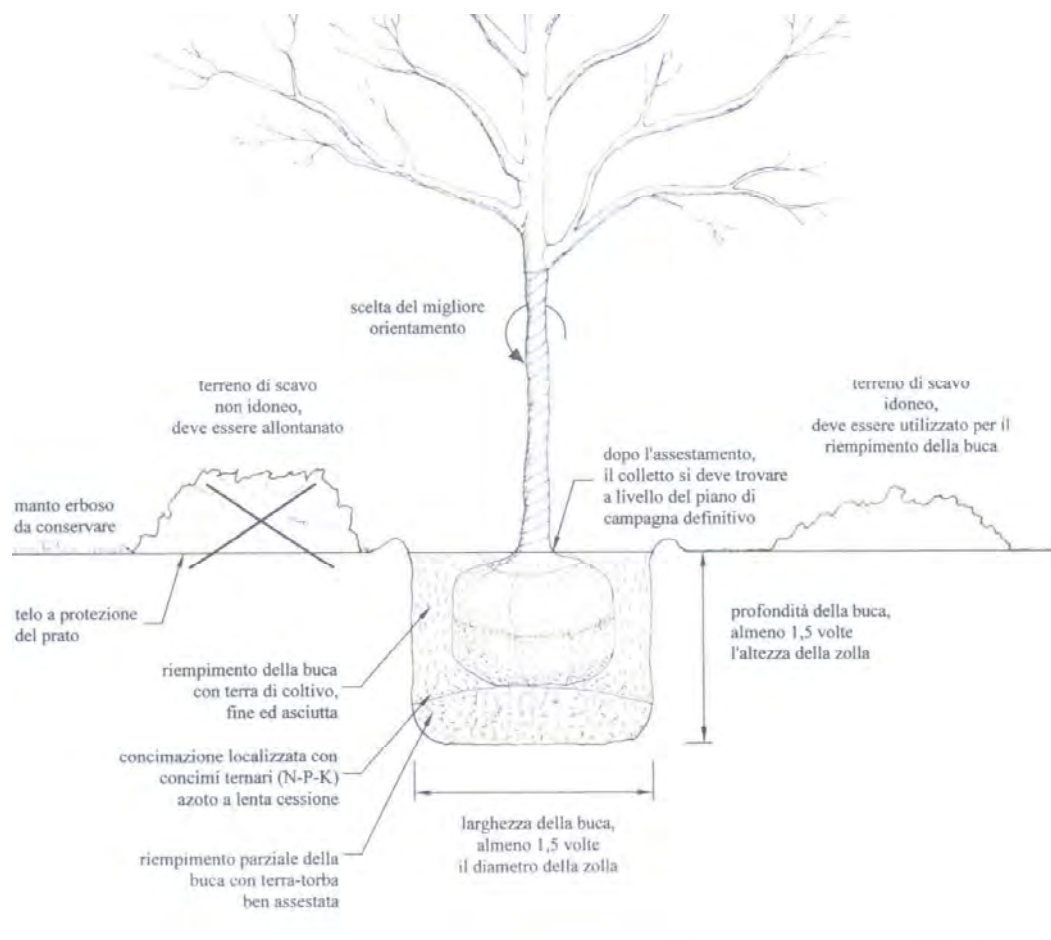 scelta del migliore
orientamento
terreno di scavo
non idoneo,
deve essere allontanato
terreno di scavo
idoneo,
deve essere utilizzato per il
riempimento della buca
dopo l'assestamento,
il colletto si deve trovare
a livello del piano di
campagna definitivo
manto erboso
da conservare
telo a protezione
del prato
profondità della buca,
almeno 1,5 volte
l'altezza della zolla
riempimento della buca
con terra di coltivo,
fine ed asciutta
concimazione localizzata con
concimi ternari (N-P-K)
azoto a lenta cessione
larghezza della buca,
almeno 1,5 volte
il diametro della zolla
riempimento parziale della
buca con terra-torba
ben assestata